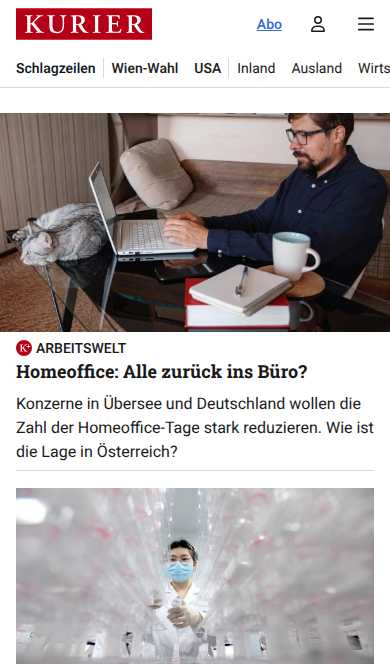 KURIER
Abo
Schlagzeilen
Wien-Wahl
USA
Inland
Ausland
Wirts
K+ ARBEITSWELT
Homeoffice: Alle zurück ins Büro?
Konzerne in Übersee und Deutschland wollen die
Zahl der Homeoffice-Tage stark reduzieren. Wie ist
die Lage in Österreich?